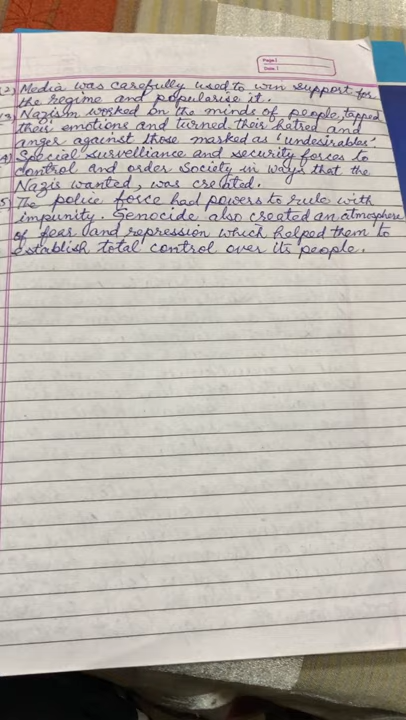 Page:
Date:
(2) Media was carefully used to win support for
the regime and popularise it.
(3) Nazism worked on the minds of people, tapped
their emotions and turned their hatred and
anger against those marked as 'undesirables'.
(4) Special survelliance and security forces to
control and order Society in ways that the
Nazis wanted, was created.
(5) The police force had powers to rule with
impunity. Genocide also created an atmosphere
of fear and repression which helped them to
establish total control over its people.